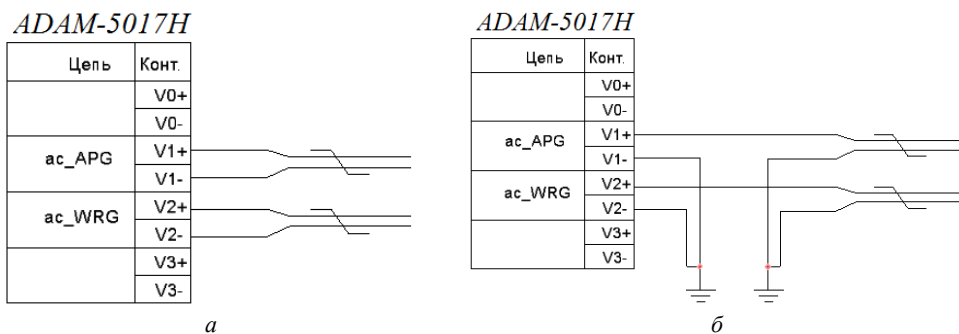 ADAM-5017H
Цепь Конт.
V0+
V0-
ac_APG V1+
V1-
ac_WRG V2+
V2-
V3+
V3-
а
ADAM-5017H
Цепь Конт.
V0+
V0-
ac_APG V1+
V1-
ac_WRG V2+
V2-
V3+
V3-
б